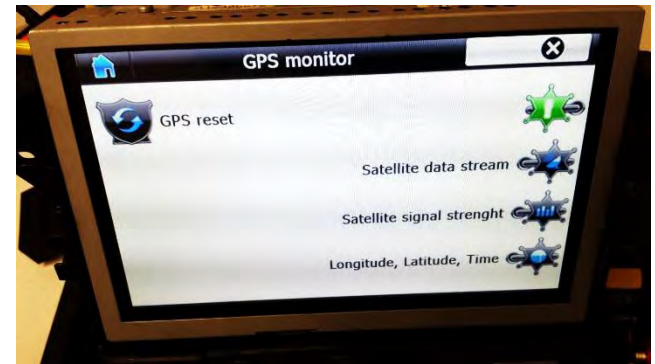 GPS monitor
GPS reset
Satellite data stream
Satellite signal strenght
Longitude, Latitude, Time